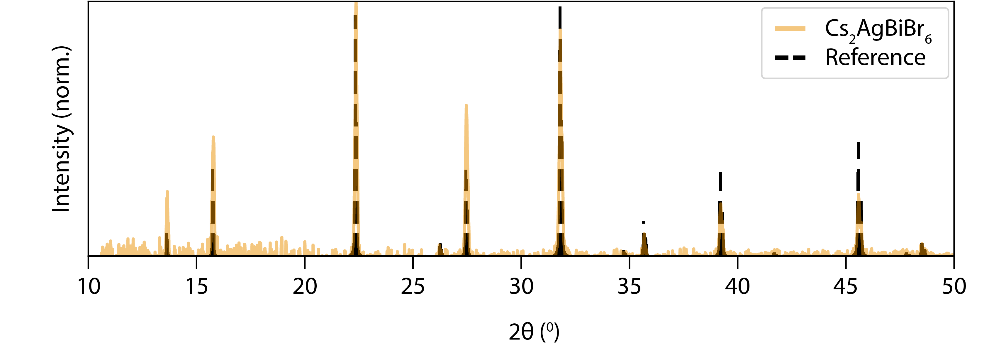 Cs2AgBiBr6
Reference
Intensity (norm.)
10 15 20 25 30 35 40 45 50
2θ (⁰)